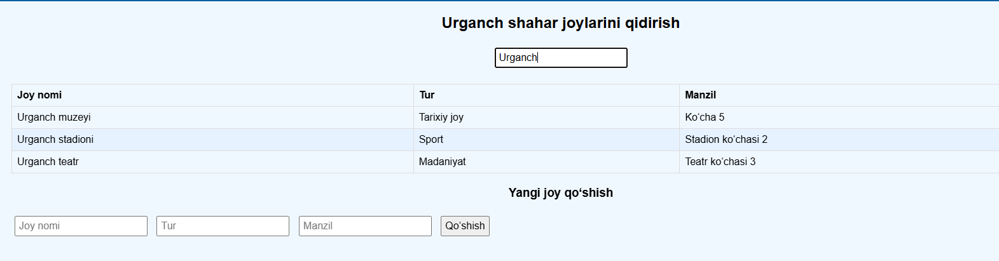 Urganch shahar joylarini qidirish
Urganch
Joy nomi Tur Manzil
Urganch muzeyi Tarixiy joy Ko‘cha 5
Urganch stadioni Sport Stadion ko‘chasi 2
Urganch teatr Madaniyat Teatr ko‘chasi 3
Yangi joy qo‘shish
Joy nomi Tur Manzil Qo‘shish